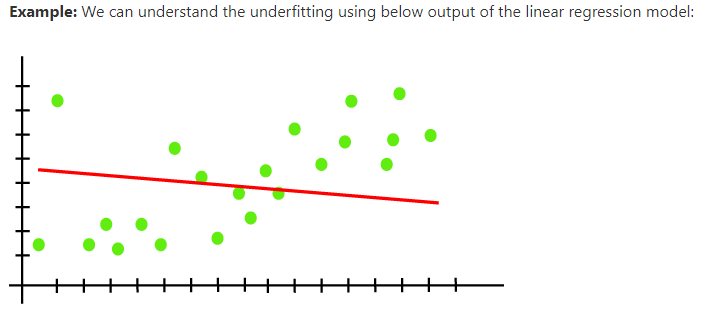 Example: We can understand the underfitting using below output of the linear regression model: